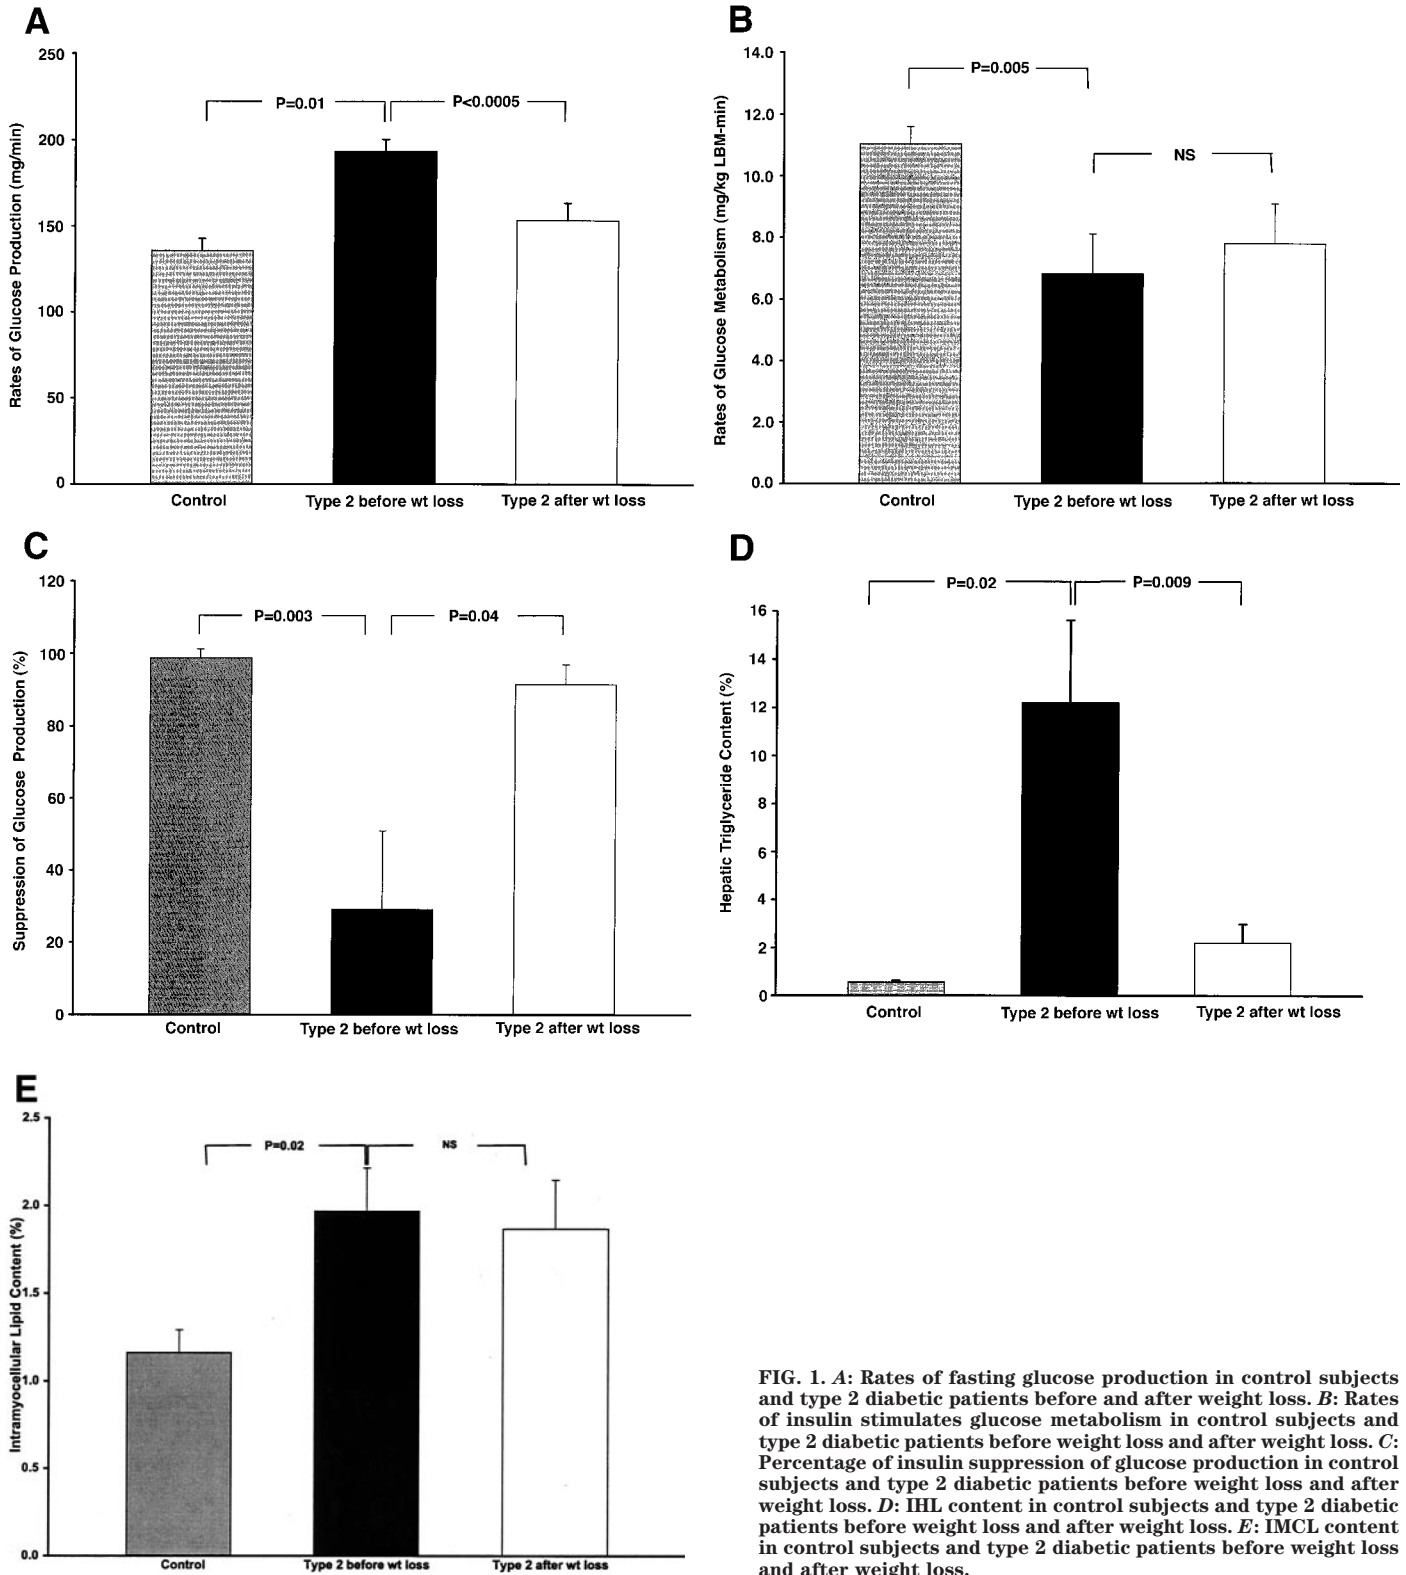 A
250
200
150
100
50
0
Rates of Glucose Production (mg/min)
P=0.01
P<0.0005
Control
Type 2 before wt loss
Type 2 after wt loss
B
14.0
12.0
10.0
8.0
6.0
4.0
2.0
0.0
Rates of Glucose Metabolism (mg/kg LBM-min)
P=0.005
NS
Control
Type 2 before wt loss
Type 2 after wt loss
C
120
100
80
60
40
20
0
Suppression of Glucose Production (%)
P=0.003
P=0.04
Control
Type 2 before wt loss
Type 2 after wt loss
D
16
14
12
10
8
6
4
2
0
Hepatic Triglyceride Content (%)
P=0.02
P=0.009
Control
Type 2 before wt loss
Type 2 after wt loss
E
2.5
2.0
1.5
1.0
0.5
0.0
Intramyocellular Lipid Content (%)
P=0.02
NS
Control
Type 2 before wt loss
Type 2 after wt loss
FIG. 1. A: Rates of fasting glucose production in control subjects
and type 2 diabetic patients before and after weight loss. B: Rates
of insulin stimulates glucose metabolism in control subjects and
type 2 diabetic patients before weight loss and after weight loss. C:
Percentage of insulin suppression of glucose production in control
subjects and type 2 diabetic patients before weight loss and after
weight loss. D: IHL content in control subjects and type 2 diabetic
patients before weight loss and after weight loss. E: IMCL content
in control subjects and type 2 diabetic patients before weight loss
and after weight loss.